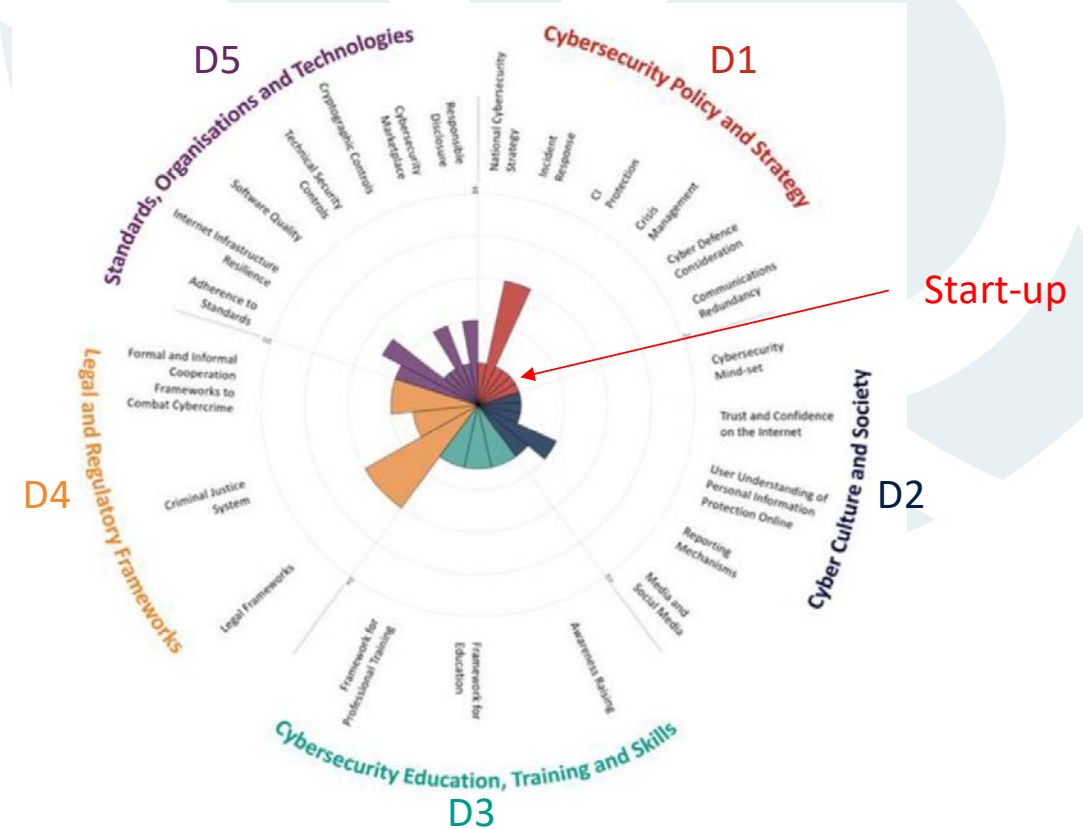 D5
Standards, Organisations and Technologies
D1
Cybersecurity Policy and Strategy
Responsible
Disclosure
Cybersecurity
Marketplace
Cryptographic Controls
Technical Security
Controls
Software Quality
Internet Infrastructure
Resilience
Adherence to
Standards
National Cybersecurity
Strategy
Incident
Response
CI
Protection
Crisis
Management
Cyber Defence
Consideration
Communications
Redundancy
Start-up
Cybersecurity
Mind-set
Trust and Confidence
on the Internet
User Understanding of
Personal Information
Protection Online
Reporting
Mechanisms
Media and
Social Media
Cyber Culture and Society
D2
Formal and Informal
Cooperation
Frameworks to
Combat Cybercrime
Criminal Justice
System
Legal Frameworks
Legal and Regulatory Frameworks
D4
Framework for
Professional Training
Framework for
Education
Awareness Raising
Cybersecurity Education, Training and Skills
D3